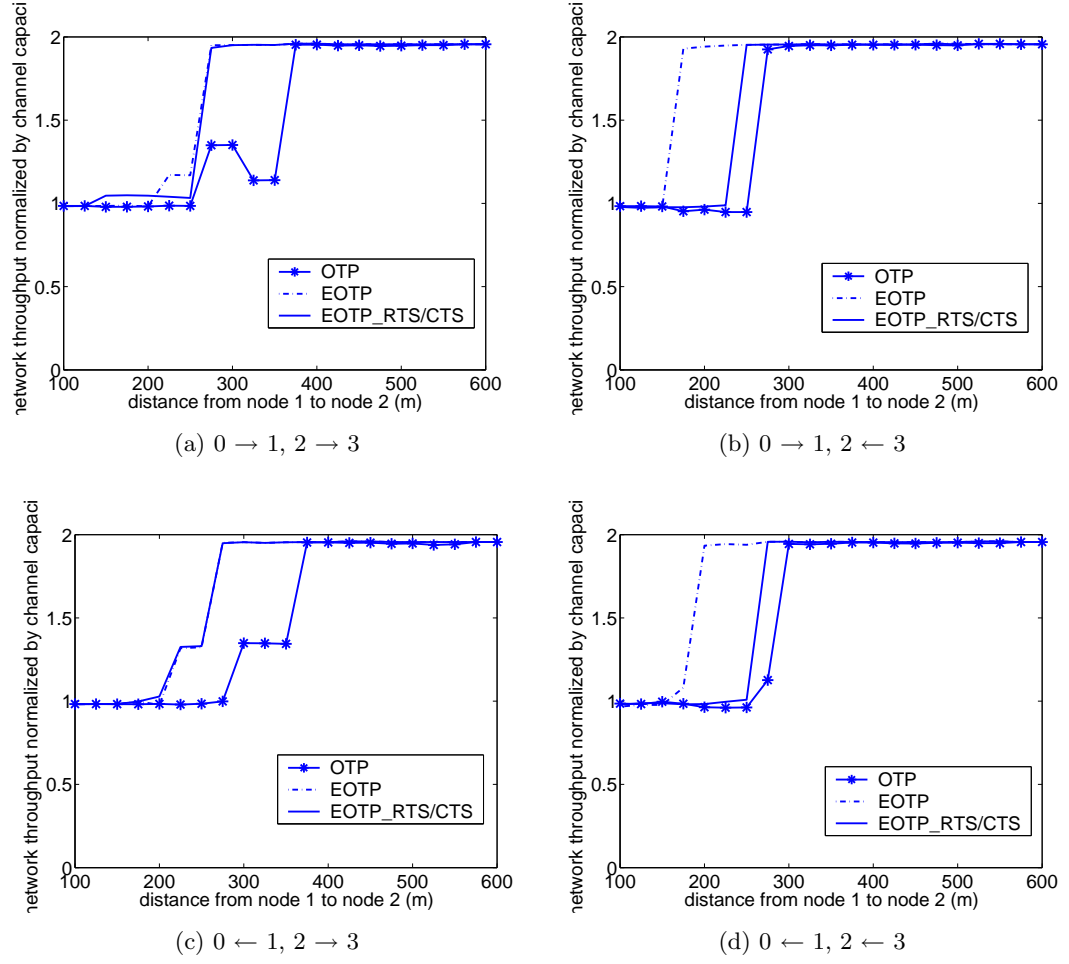 network throughput normalized by channel capaci
2
1.5
1
0.5
0
OTP
EOTP
EOTP_RTS/CTS
100 200 300 400 500 600
distance from node 1 to node 2 (m)
(a) 0 → 1, 2 → 3
network throughput normalized by channel capaci
2
1.5
1
0.5
0
OTP
EOTP
EOTP_RTS/CTS
100 200 300 400 500 600
distance from node 1 to node 2 (m)
(b) 0 → 1, 2 ← 3
network throughput normalized by channel capaci
2
1.5
1
0.5
0
OTP
EOTP
EOTP_RTS/CTS
100 200 300 400 500 600
distance from node 1 to node 2 (m)
(c) 0 ← 1, 2 → 3
network throughput normalized by channel capaci
2
1.5
1
0.5
0
OTP
EOTP
EOTP_RTS/CTS
100 200 300 400 500 600
distance from node 1 to node 2 (m)
(d) 0 ← 1, 2 ← 3